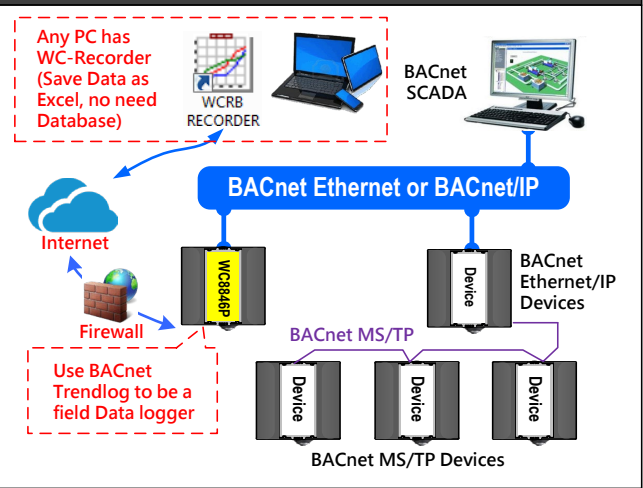 Any PC has
WC-Recorder
(Save Data as
Excel, no need
Database)
WCRB
RECORDER
BACnet
SCADA
BACnet Ethernet or BACnet/IP
Internet
WC8846P
Device
BACnet
Ethernet/IP
Devices
Firewall
BACnet MS/TP
Use BACnet
Trendlog to be a
field Data logger
Device
Device
Device
BACnet MS/TP Devices